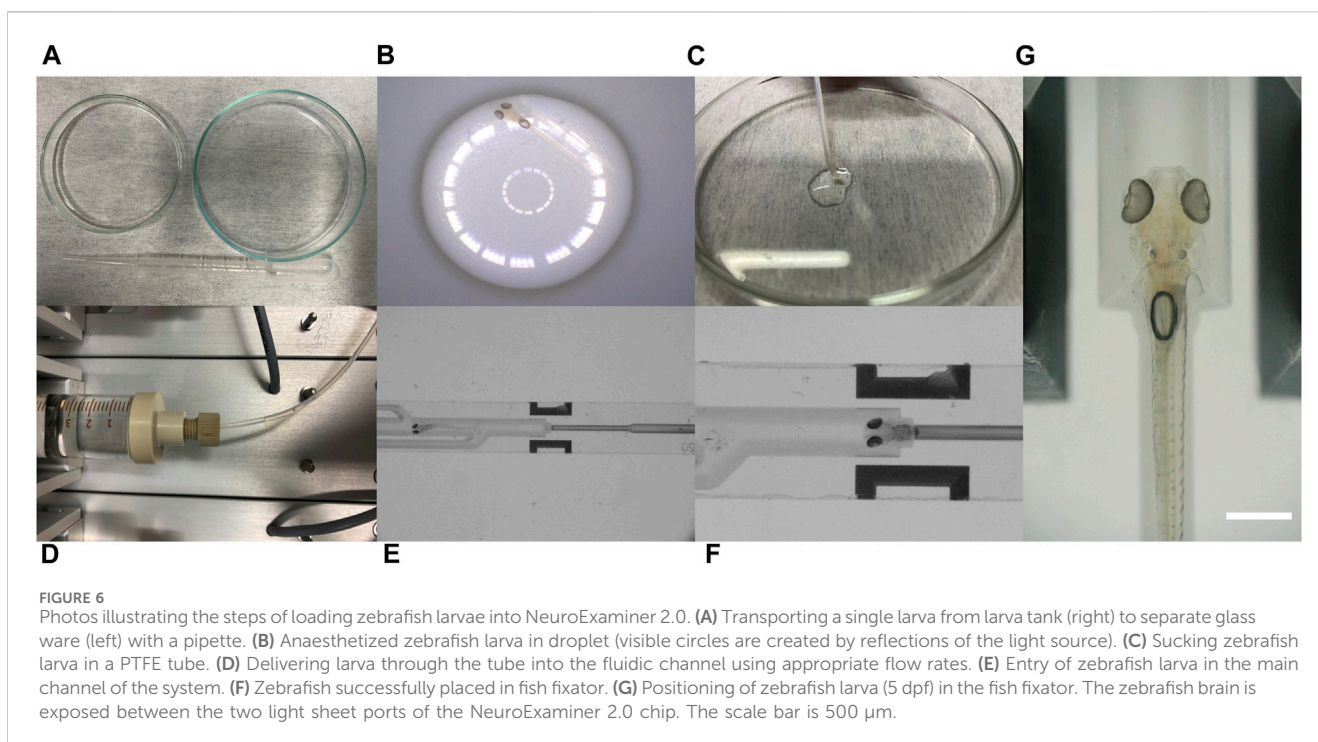 A
B
C
G
3
2
1
50
D
E
F
FIGURE 6
Photos illustrating the steps of loading zebrafish larvae into NeuroExaminer 2.0. (A) Transporting a single larva from larva tank (right) to separate glass
ware (left) with a pipette. (B) Anaesthetized zebrafish larva in droplet (visible circles are created by reflections of the light source). (C) Sucking zebrafish
larva in a PTFE tube. (D) Delivering larva through the tube into the fluidic channel using appropriate flow rates. (E) Entry of zebrafish larva in the main
channel of the system. (F) Zebrafish successfully placed in fish fixator. (G) Positioning of zebrafish larva (5 dpf) in the fish fixator. The zebrafish brain is
exposed between the two light sheet ports of the NeuroExaminer 2.0 chip. The scale bar is 500 μm.